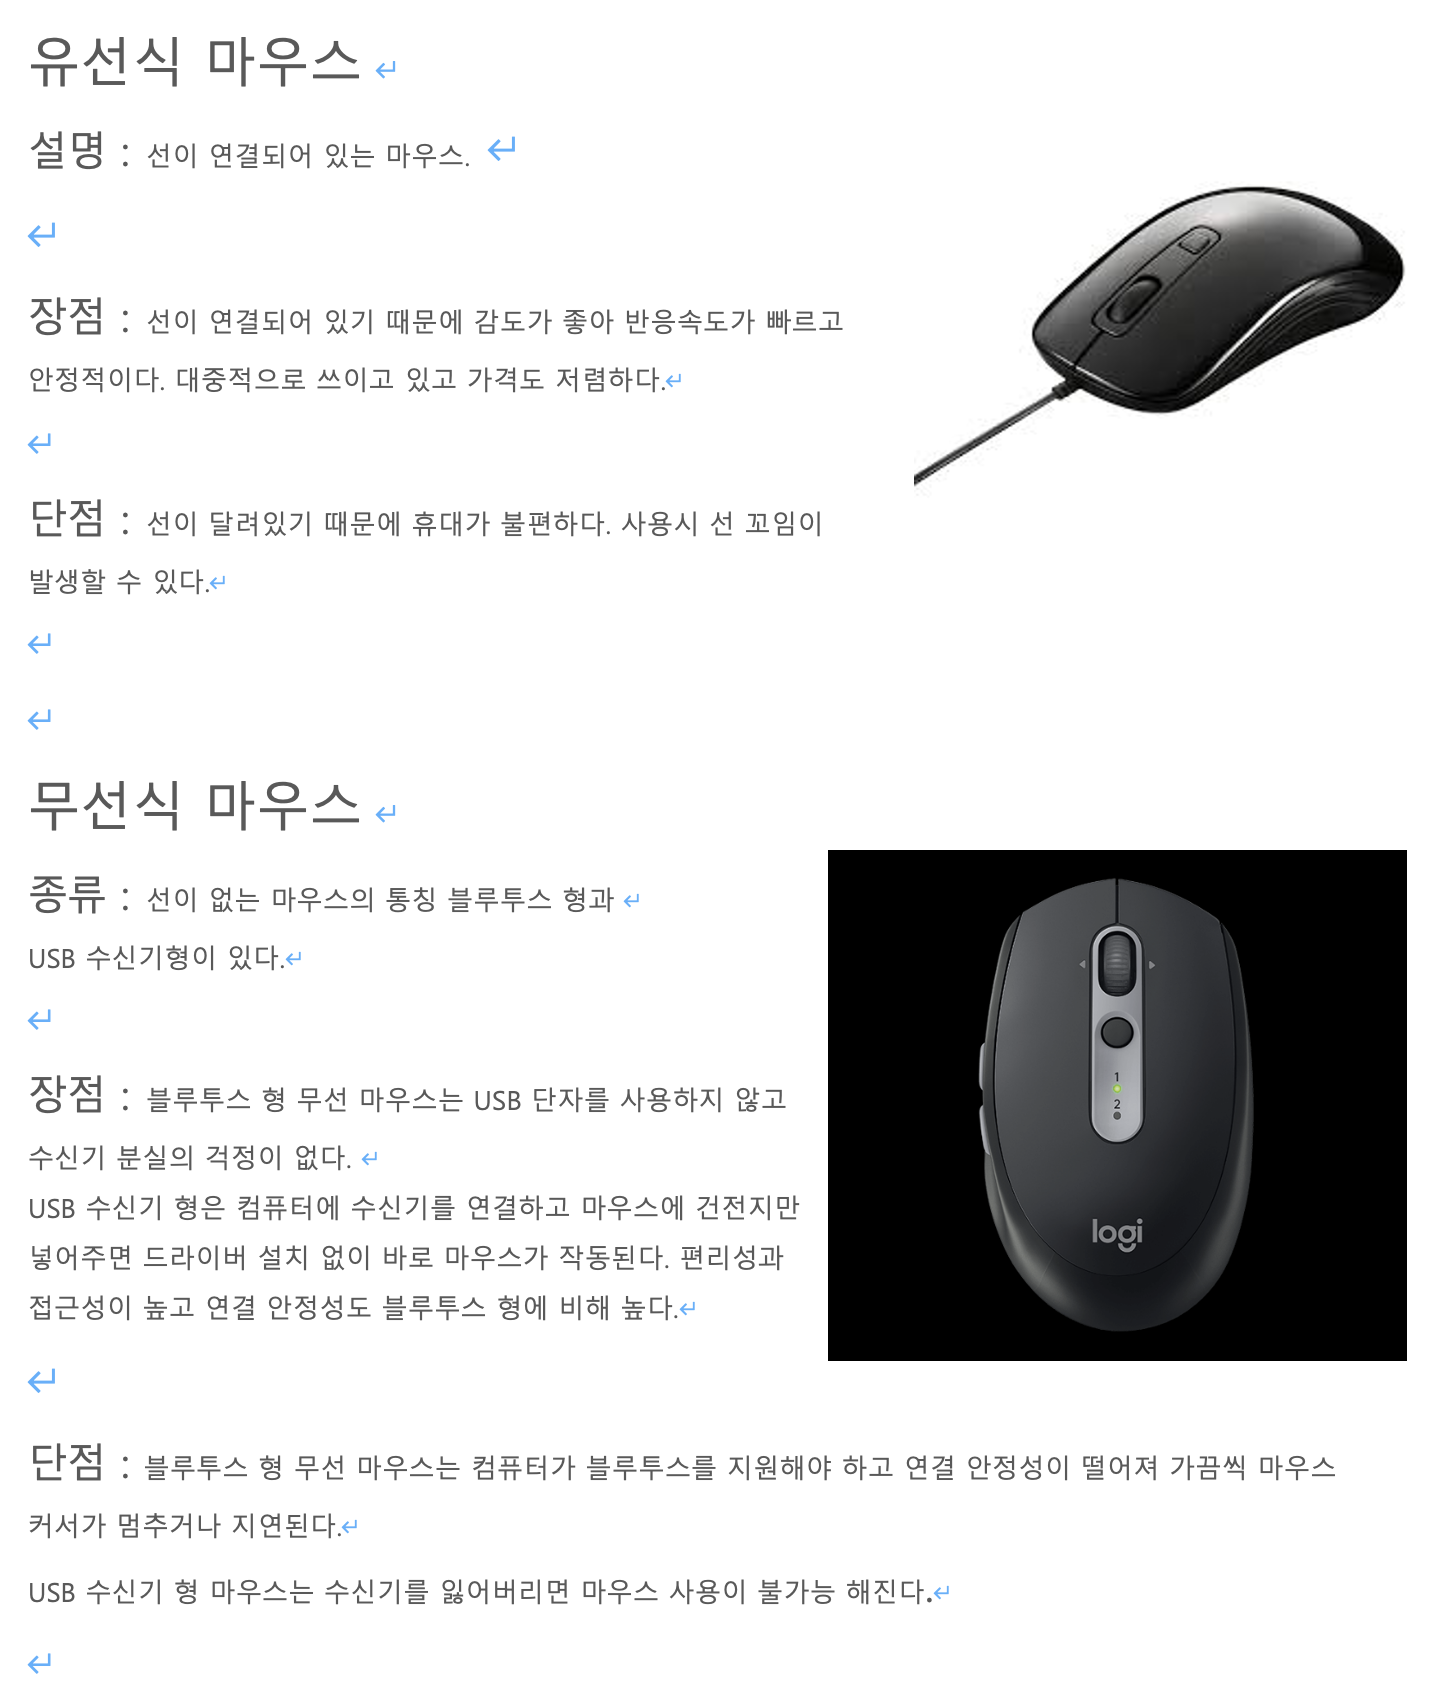 유선식 마우스
설명 : 선이 연결되어 있는 마우스.
장점 : 선이 연결되어 있기 때문에 감도가 좋아 반응속도가 빠르고
안정적이다. 대중적으로 쓰이고 있고 가격도 저렴하다.
단점 : 선이 달려있기 때문에 휴대가 불편하다. 사용시 선 꼬임이
발생할 수 있다.
무선식 마우스
종류 : 선이 없는 마우스의 통칭 블루투스 형과
USB 수신기형이 있다.
장점 : 블루투스 형 무선 마우스는 USB 단자를 사용하지 않고
수신기 분실의 걱정이 없다.
USB 수신기 형은 컴퓨터에 수신기를 연결하고 마우스에 건전지만
넣어주면 드라이버 설치 없이 바로 마우스가 작동된다. 편리성과
접근성이 높고 연결 안정성도 블루투스 형에 비해 높다.
1
2
logi
단점 : 블루투스 형 무선 마우스는 컴퓨터가 블루투스를 지원해야 하고 연결 안정성이 떨어져 가끔씩 마우스
커서가 멈추거나 지연된다.
USB 수신기 형 마우스는 수신기를 잃어버리면 마우스 사용이 불가능 해진다.